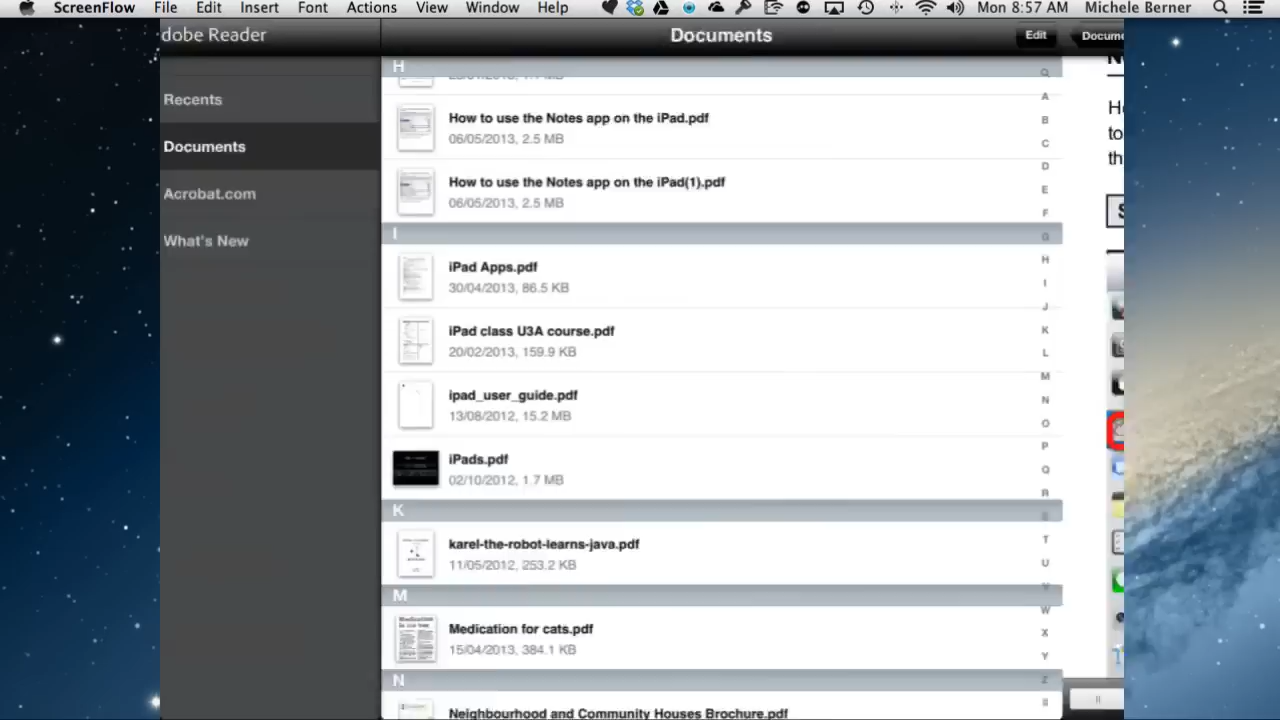 ScreenFlow File Edit Insert Font Actions View Window Help Mon 8:57 AM Michele Berner
dobe Reader
Documents
Edit
Recents
Documents
Acrobat.com
What's New
H
How to use the Notes app on the iPad.pdf
06/05/2013, 2.5 MB
How to use the Notes app on the iPad(1).pdf
06/05/2013, 2.5 MB
I
iPad Apps.pdf
30/04/2013, 86.5 KB
iPad class U3A course.pdf
20/02/2013, 159.9 KB
ipad_user_guide.pdf
13/08/2012, 15.2 MB
iPads.pdf
02/10/2012, 1.7 MB
K
karel-the-robot-learns-java.pdf
11/05/2012, 253.2 KB
M
Medication for cats.pdf
15/04/2013, 384.1 KB
N
Neighbourhood and Community Houses Brochure.pdf
A
B
C
D
E
F
G
H
I
J
K
L
M
N
O
P
Q
R
S
T
U
V
W
X
Y
Z
#
Docume
He
to
th
S